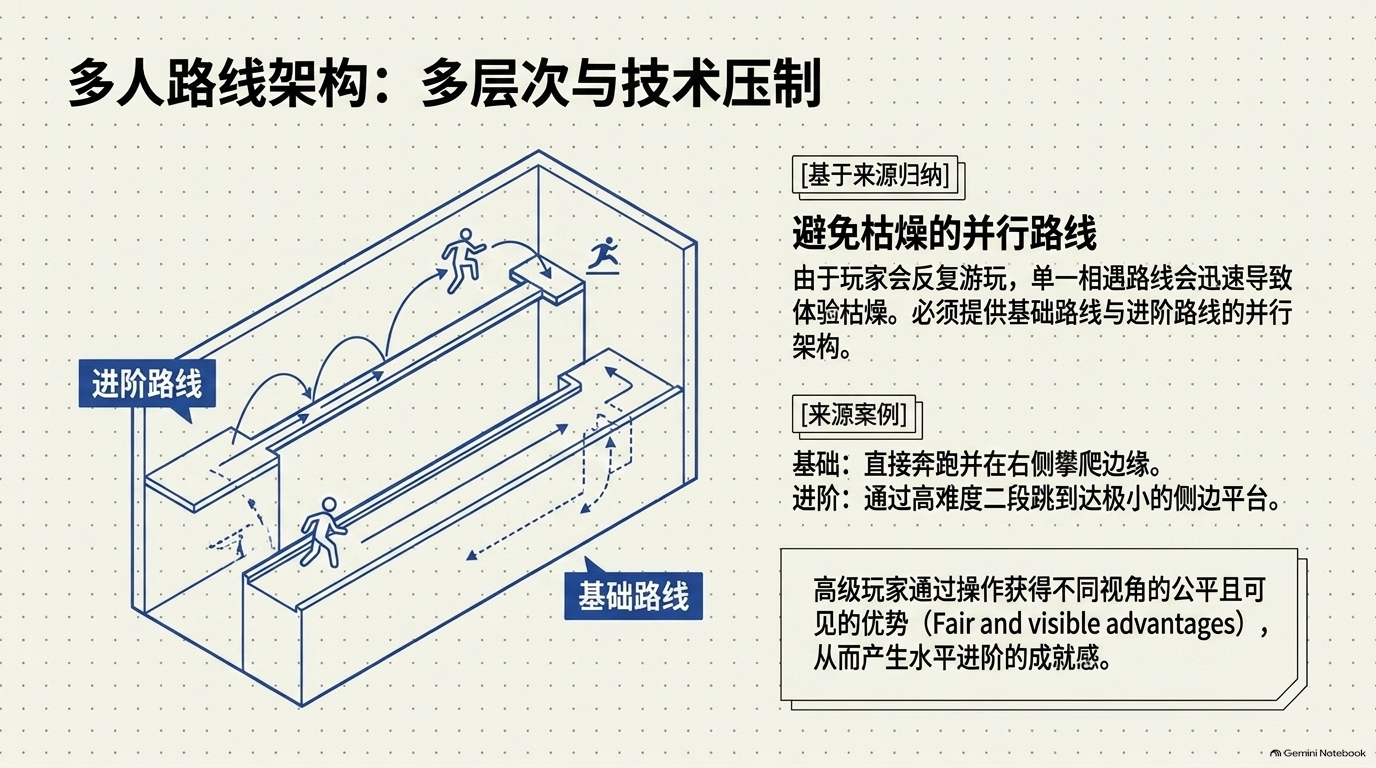 多人路线架构：多层次与技术压制
进阶路线
基础路线
[基于来源归纳]
避免枯燥的并行路线
由于玩家会反复游玩，单一相遇路线会迅速导致
体验枯燥。必须提供基础路线与进阶路线的并行
架构。
[来源案例]
基础：直接奔跑并在右侧攀爬边缘。
进阶：通过高难度二段跳到达极小的侧边平台。
高级玩家通过操作获得不同视角的公平且可
见的优势（Fair and visible advantages），
从而产生水平进阶的成就感。
Gemini Notebook